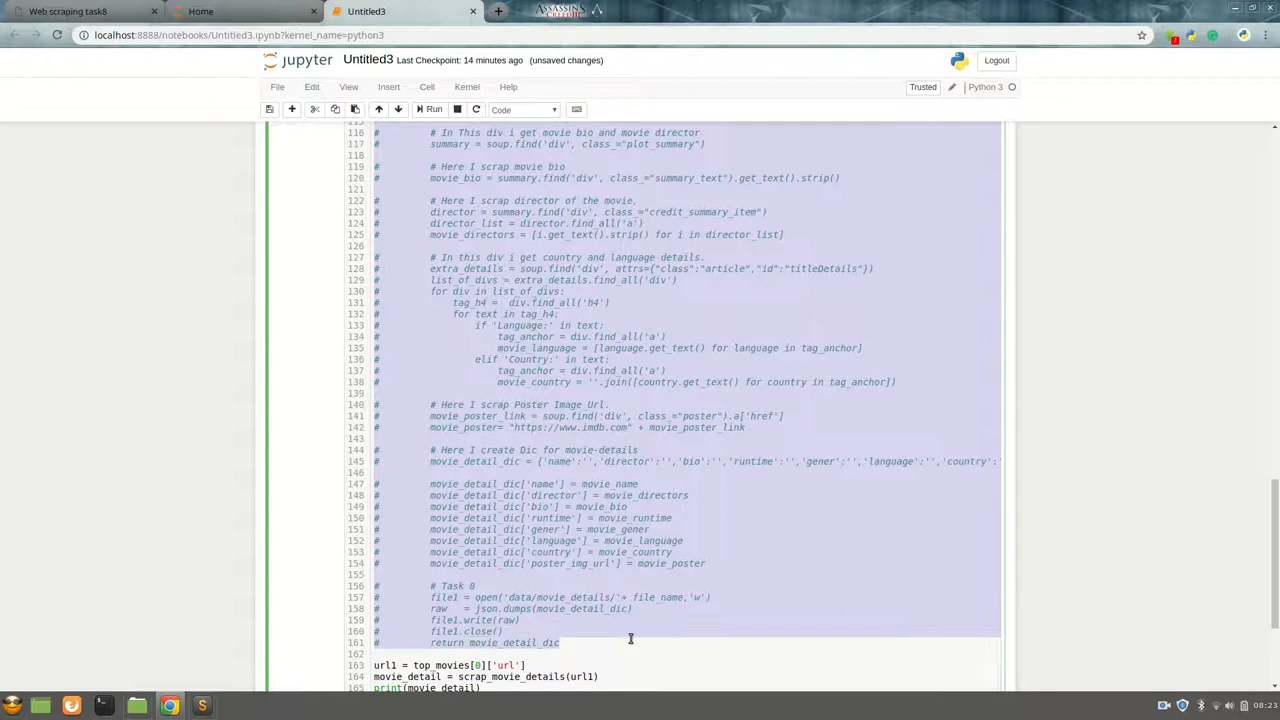 Web scraping task8
Home
Untitled3
ASSASSINS
localhost:8888/notebooks/Untitled3.ipynb?kernel_name=python3
jupyter Untitled3 Last Checkpoint: 14 minutes ago (unsaved changes)
Logout
File Edit View Insert Cell Kernel Help
Trusted Python 3
Run Code
116 # # In This div i get movie bio and movie director
117 # summary = soup.find('div', class_="plot_summary")
118
119 # # Here I scrap movie bio
120 # movie_bio = summary.find('div', class_="summary_text").get_text().strip()
121
122 # # Here I scrap director of the movie.
123 # director = summary.find('div', class_="credit_summary_item")
124 # director_list = director.find_all('a')
125 # movie_directors = [i.get_text().strip() for i in director_list]
126
127 # # In this div i get country and language details.
128 # extra_details = soup.find('div', attrs={"class":"article","id":"titleDetails"})
129 # list_of_divs = extra_details.find_all('div')
130 # for div in list_of_divs:
131 # tag_h4 =  div.find_all('h4')
132 # for text in tag_h4:
133 # if 'Language:' in text:
134 # tag_anchor = div.find_all('a')
135 # movie_language = [language.get_text() for language in tag_anchor]
136 # elif 'Country:' in text:
137 # tag_anchor = div.find_all('a')
138 # movie_country = ''.join([country.get_text() for country in tag_anchor])
139
140 # # Here I scrap Poster Image Url.
141 # movie_poster_link = soup.find('div', class_="poster").a['href']
142 # movie_poster= "https://www.imdb.com" + movie_poster_link
143
144 # # Here I create Dic for movie-details
145 # movie_detail_dic = {'name':'','director':'','bio':'','runtime':'','gener':'','language':'','country':'
146
147 # movie_detail_dic['name'] = movie_name
148 # movie_detail_dic['director'] = movie_directors
149 # movie_detail_dic['bio'] = movie_bio
150 # movie_detail_dic['runtime'] = movie_runtime
151 # movie_detail_dic['gener'] = movie_gener
152 # movie_detail_dic['language'] = movie_language
153 # movie_detail_dic['country'] = movie_country
154 # movie_detail_dic['poster_img_url'] = movie_poster
155
156 # # Task 8
157 # file1 = open('data/movie_details/'+ file_name,'w')
158 # raw   = json.dumps(movie_detail_dic)
159 # file1.write(raw)
160 # file1.close()
161 # return movie_detail_dic
162
163 url1 = top_movies[0]['url']
164 movie_detail = scrap_movie_details(url1)
165 print(movie_detail)
08:23